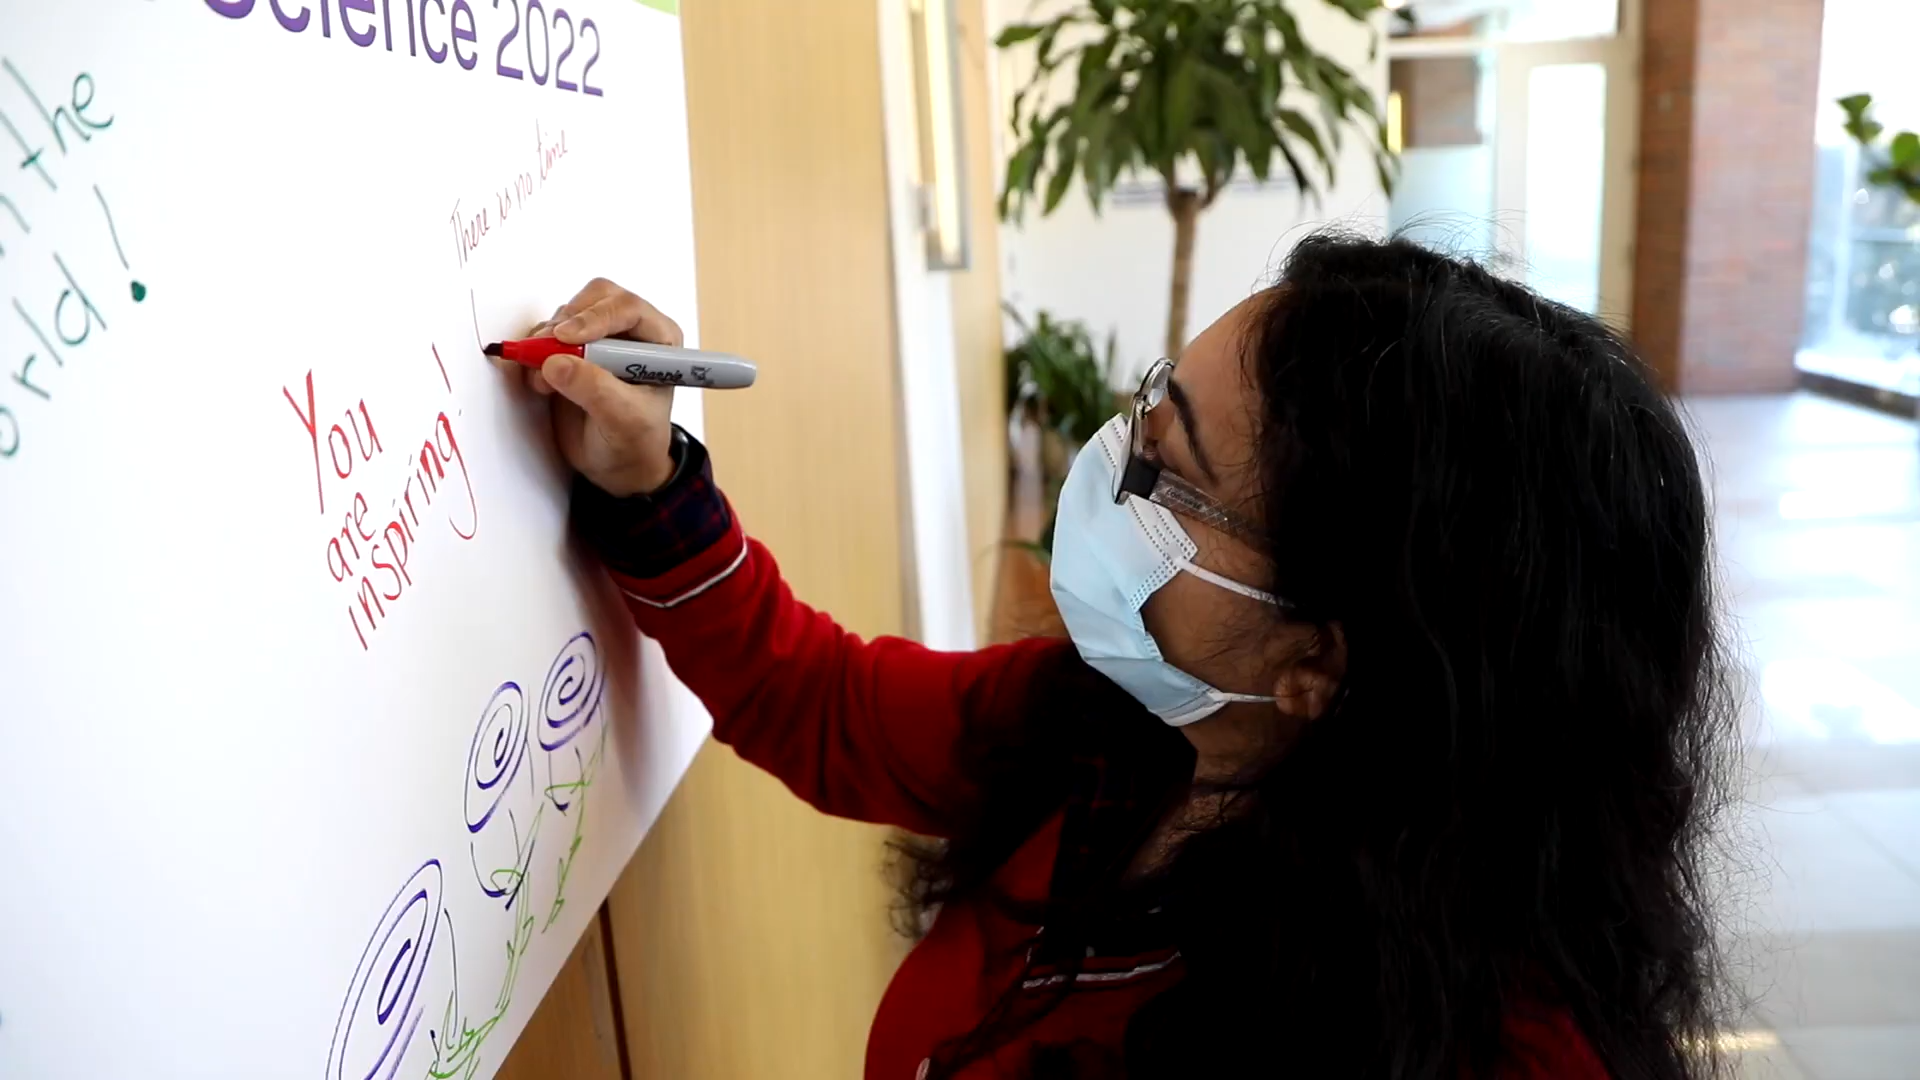 Science 2022
the
orld!
There is no time
You
are
inspiring!
Sharpie